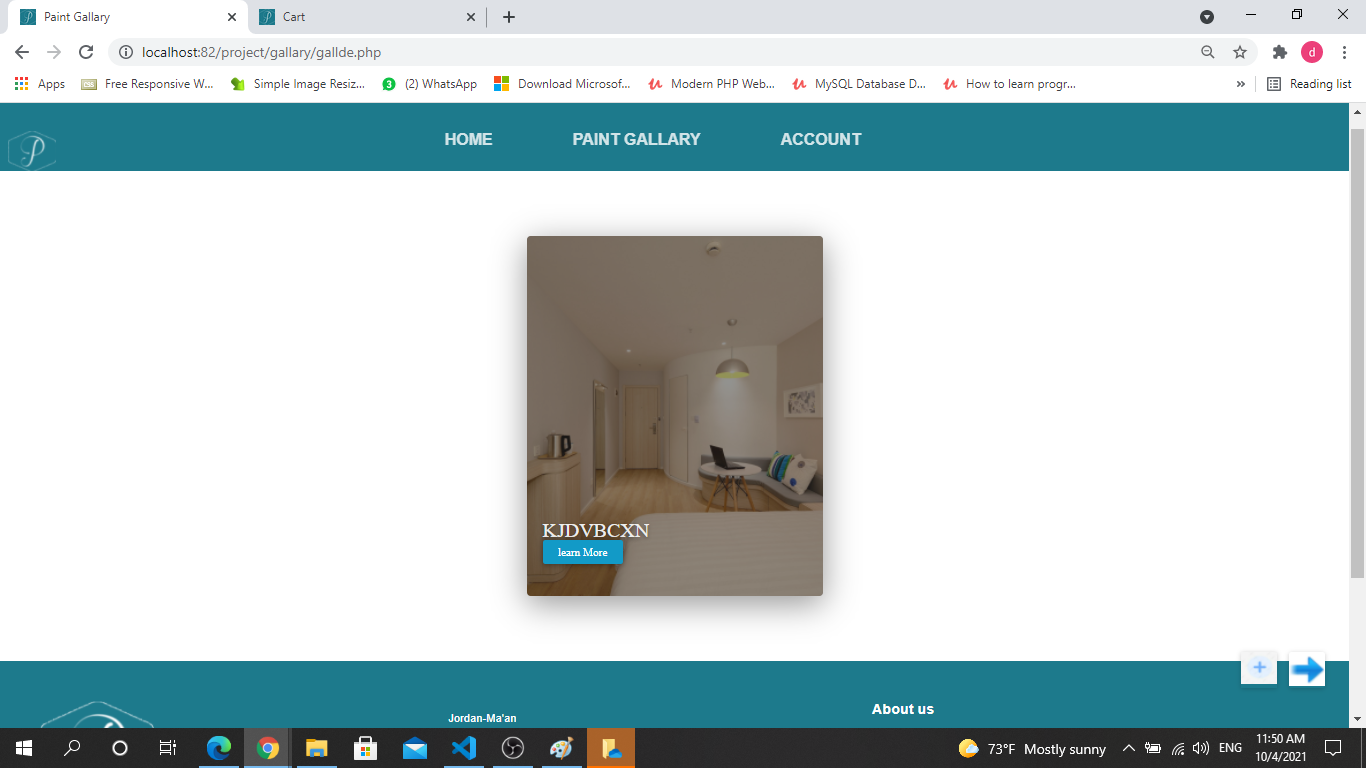 Paint Gallary
Cart
localhost:82/project/gallary/gallde.php
d
Apps
CSS
Free Responsive W...
Simple Image Resiz...
3
(2) WhatsApp
Download Microsof...
Modern PHP Web...
MySQL Database D...
How to learn progr...
»
Reading list
P
HOME
PAINT GALLARY
ACCOUNT
KJDVBCXN
learn More
Jordan-Ma'an
About us
73°F Mostly sunny
ENG
11:50 AM
10/4/2021